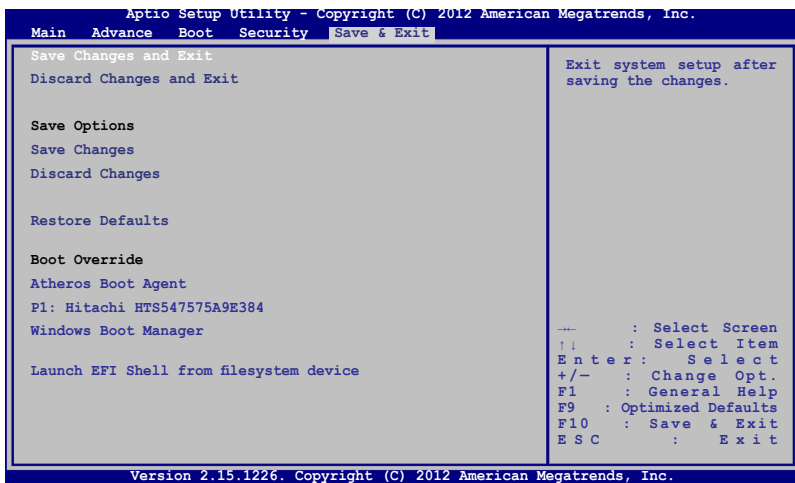 Aptio Setup Utility - Copyright (C) 2012 American Megatrends, Inc.
Main Advance Boot Security Save & Exit
Save Changes and Exit
Discard Changes and Exit
Save Options
Save Changes
Discard Changes
Restore Defaults
Boot Override
Atheros Boot Agent
P1: Hitachi HTS547575A9E384
Windows Boot Manager
Launch EFI Shell from filesystem device
Exit system setup after
saving the changes.
→← : Select Screen
↑↓ : Select Item
Enter: Select
+/— : Change Opt.
F1 : General Help
F9 : Optimized Defaults
F10 : Save & Exit
ESC : Exit
Version 2.15.1226. Copyright (C) 2012 American Megatrends, Inc.